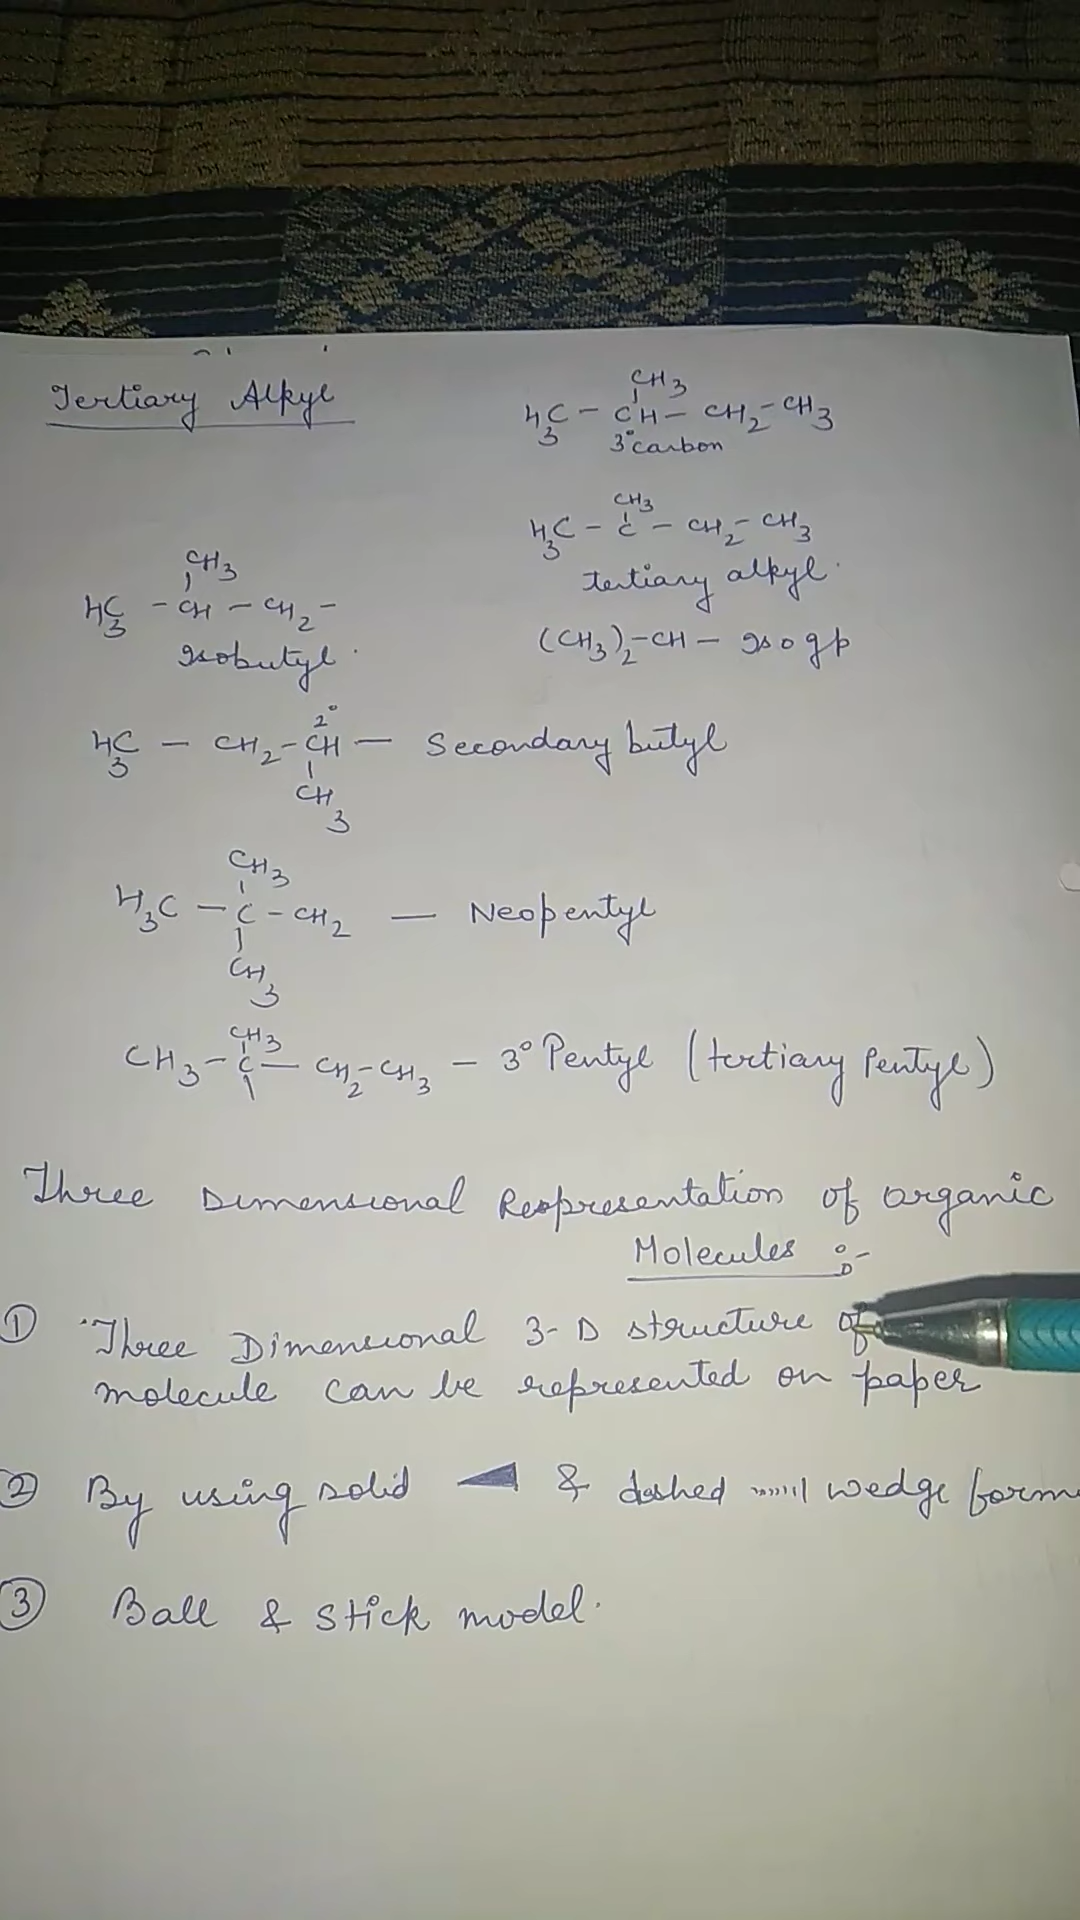 Tertiary Alkyl
CH3
H3C - CH - CH2 - CH3
3° carbon
CH3
H3C - C - CH2 - CH3
tertiary alkyl
CH3
H3C - CH - CH2 -
Isobutyl
(CH3)2 - CH - Iso gp
2°
H3C - CH2 - CH - Secondary butyl
CH3
CH3
H3C - C - CH2 - Neopentyl
CH3
CH3
CH3 - C - CH2 - CH3 - 3° Pentyl (tertiary Pentyl)
Three Dimensional Respresentation of organic
Molecules :-
① Three Dimensional 3-D structure of
molecule can be represented on paper
② By using solid & dashed wedge form
③ Ball & stick model.